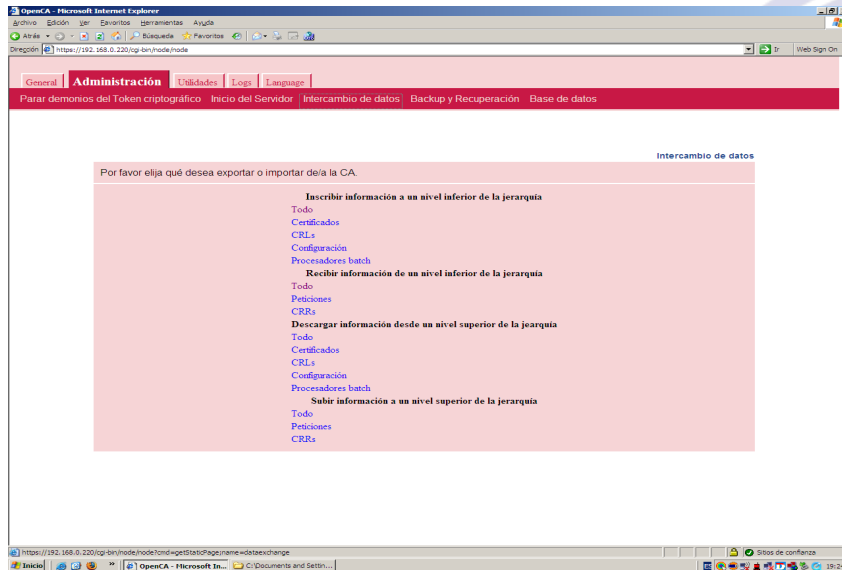 OpenCA - Microsoft Internet Explorer
Archivo Edición Ver Favoritos Herramientas Ayuda
Atrás Búsqueda Favoritos
Dirección https://192.168.0.220/cgi-bin/node/node Ir Web Sign On
General Administración Utilidades Logs Language
Parar demonios del Token criptográfico Inicio del Servidor Intercambio de datos Backup y Recuperación Base de datos
Intercambio de datos
Por favor elija qué desea exportar o importar de/a la CA.
Inscribir información a un nivel inferior de la jerarquía
Todo
Certificados
CRLs
Configuración
Procesadores batch
Recibir información de un nivel inferior de la jerarquía
Todo
Peticiones
CRRs
Descargar información desde un nivel superior de la jearquía
Todo
Certificados
CRLs
Configuración
Procesadores batch
Subir información a un nivel superior de la jerarquía
Todo
Peticiones
CRRs
https://192.168.0.220/cgi-bin/node/node?cmd=getStaticPage;name=dataexchange Sitios de confianza
Inicio » OpenCA - Microsoft In... C:\Documents and Settin...